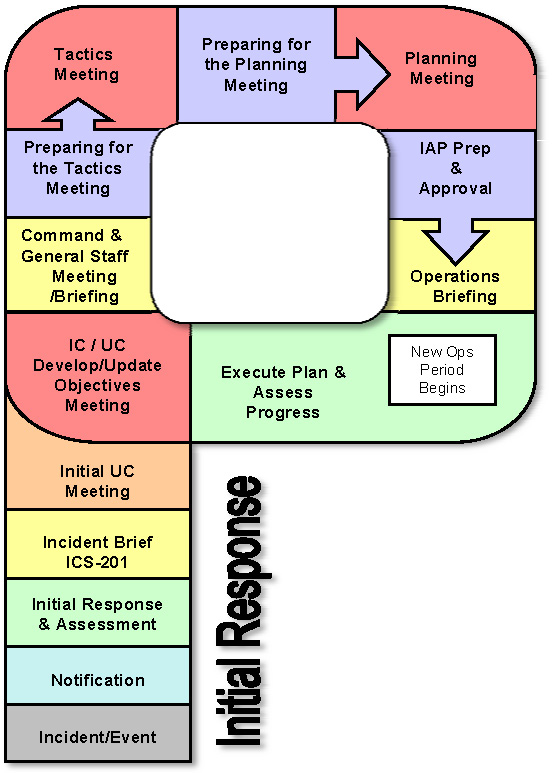 Tactics
Meeting
Preparing for
the Planning
Meeting
Planning
Meeting
Preparing for
the Tactics
Meeting
IAP Prep
&
Approval
Command &
General Staff
Meeting
/Briefing
Operations
Briefing
IC / UC
Develop/Update
Objectives
Meeting
Execute Plan &
Assess
Progress
New Ops
Period
Begins
Initial UC
Meeting
Incident Brief
ICS-201
Initial Response
& Assessment
Notification
Incident/Event
Initial Response